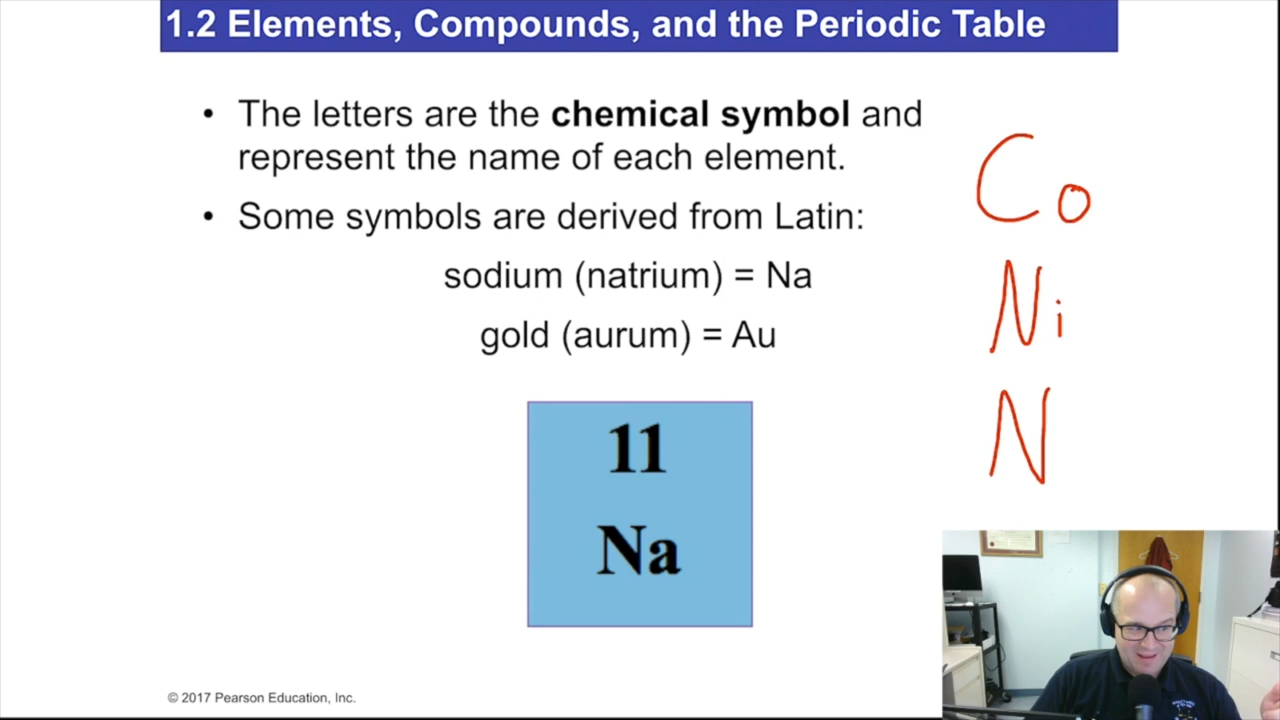 1.2 Elements, Compounds, and the Periodic Table
• The letters are the chemical symbol and
represent the name of each element.
• Some symbols are derived from Latin:
sodium (natrium) = Na
gold (aurum) = Au
11
Na
Co
Ni
N
© 2017 Pearson Education, Inc.